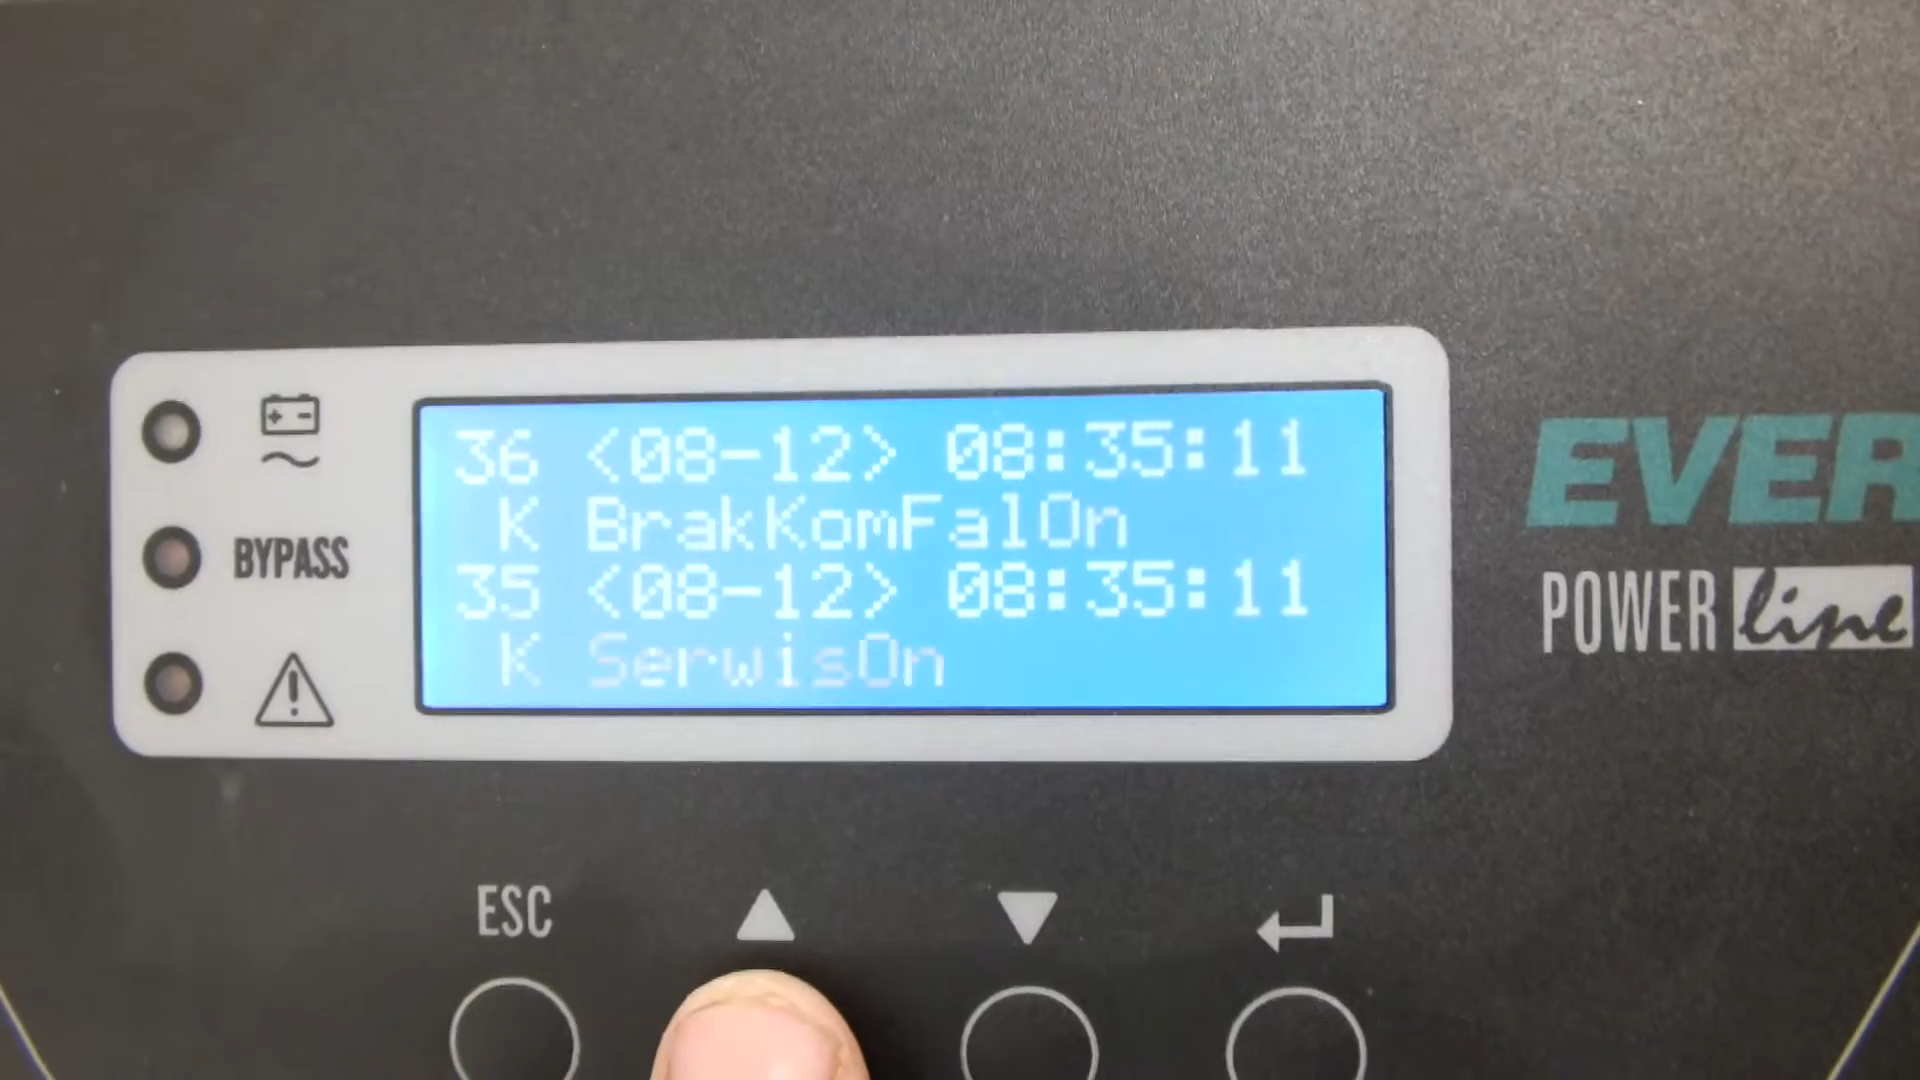 36 <08-12> 08:35:11
K BrakKomFalOn
35 <08-12> 08:35:11
K SerwisOn
BYPASS
EVER
POWER line
ESC